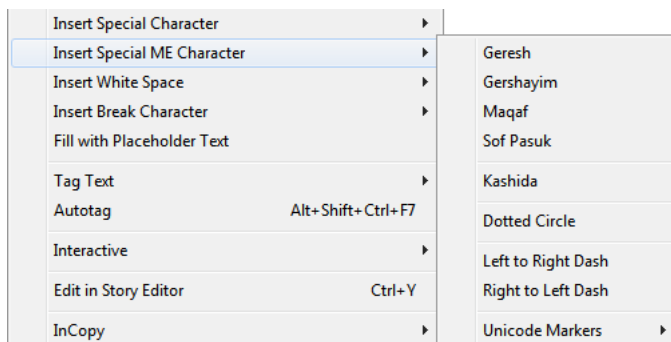 Insert Special Character
Insert Special ME Character
Insert White Space
Insert Break Character
Fill with Placeholder Text
Tag Text
Autotag Alt+Shift+Ctrl+F7
Interactive
Edit in Story Editor Ctrl+Y
InCopy
Geresh
Gershayim
Maqaf
Sof Pasuk
Kashida
Dotted Circle
Left to Right Dash
Right to Left Dash
Unicode Markers